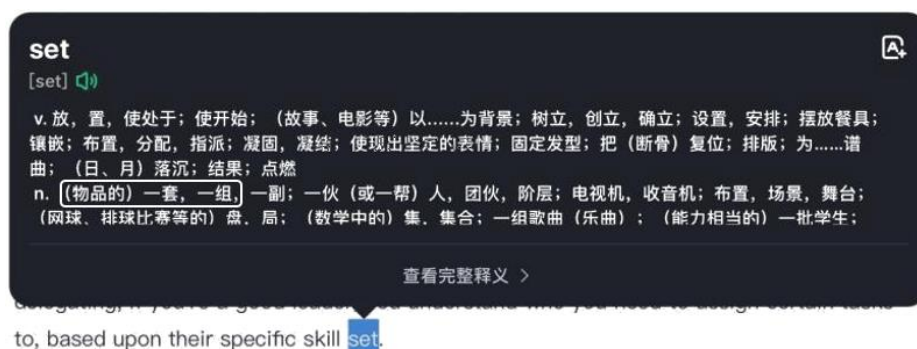 set
[set]
v. 放，置，使处于；使开始；（故事、电影等）以……为背景；树立，创立，确立；设置，安排；摆放餐具；
镶嵌；布置，分配，指派；凝固，凝结；使现出坚定的表情；固定发型；把（断骨）复位；排版；为……谱
曲；（日、月）落沉；结果；点燃
n. （物品的）一套，一组，一副；一伙（或一帮）人，团伙，阶层；电视机，收音机；布置，场景，舞台；
（网球、排球比赛等的）盘，局；（数学中的）集，集合；一组歌曲（乐曲）；（能力相当的）一批学生；
查看完整释义
to, based upon their specific skill set.